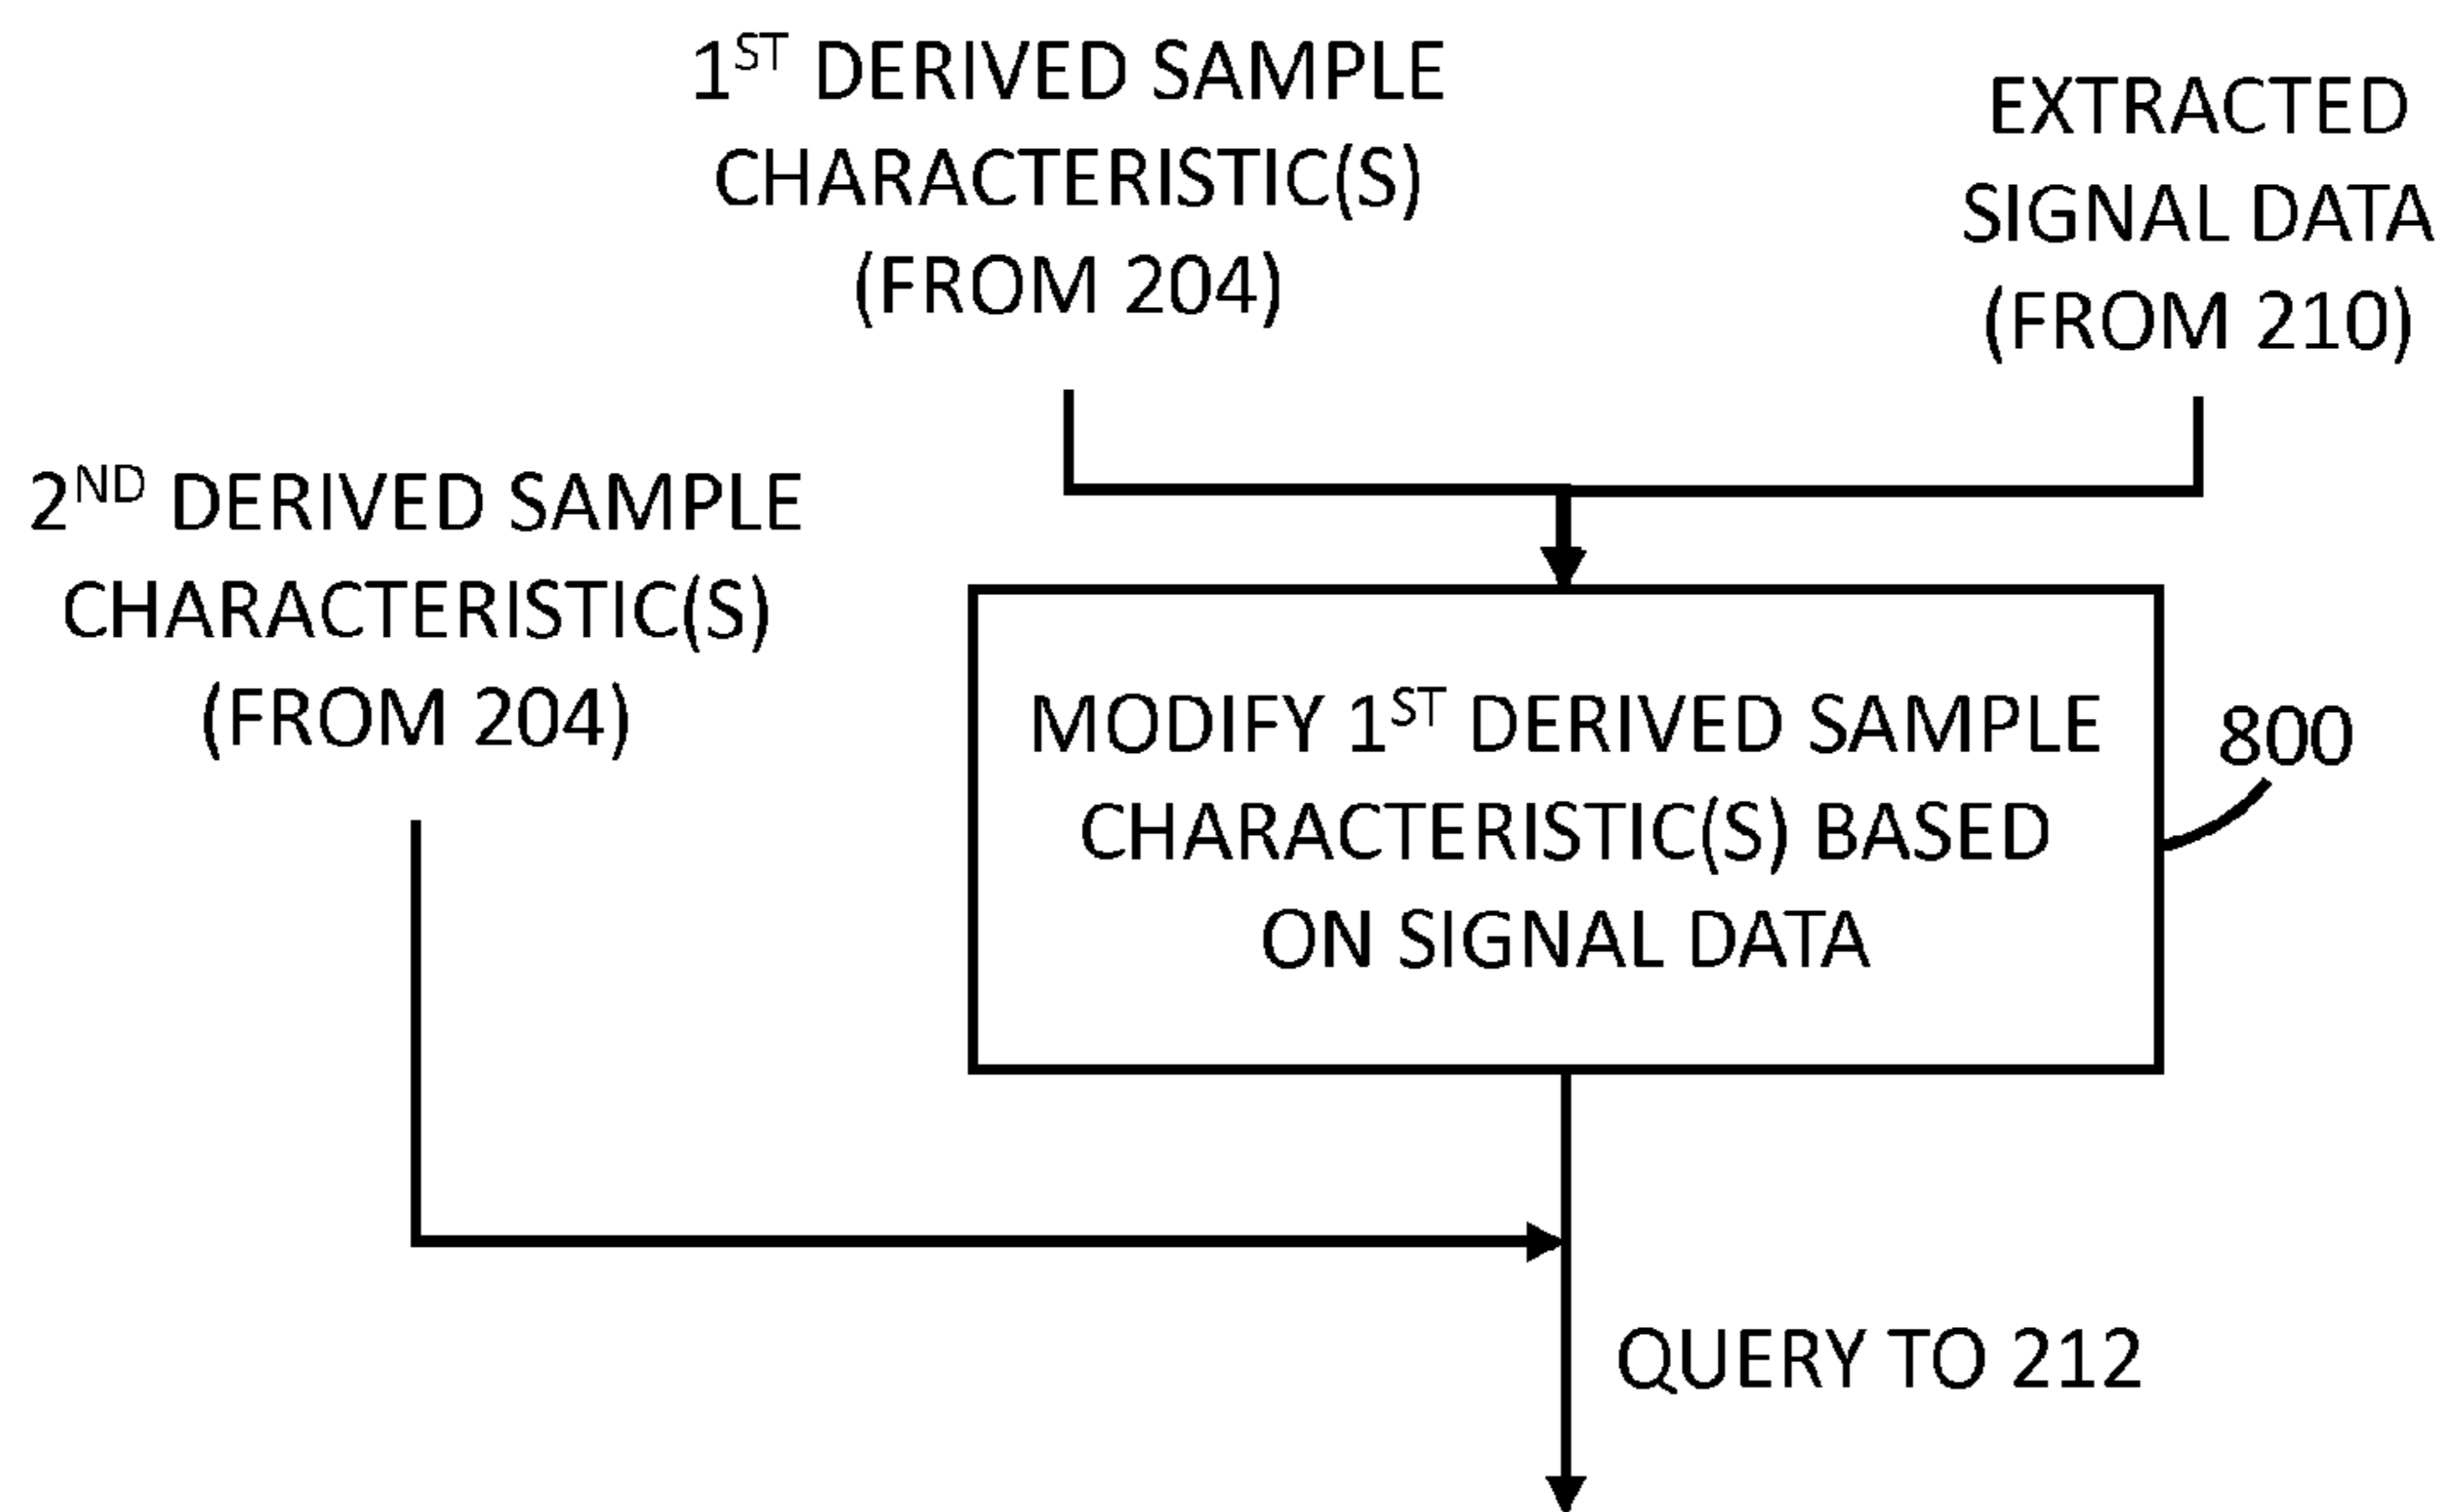 1ST DERIVED SAMPLE
CHARACTERISTIC(S)
(FROM 204)
EXTRACTED
SIGNAL DATA
(FROM 210)
2ND DERIVED SAMPLE
CHARACTERISTIC(S)
(FROM 204)
MODIFY 1ST DERIVED SAMPLE
CHARACTERISTIC(S) BASED
ON SIGNAL DATA
800
QUERY TO 212